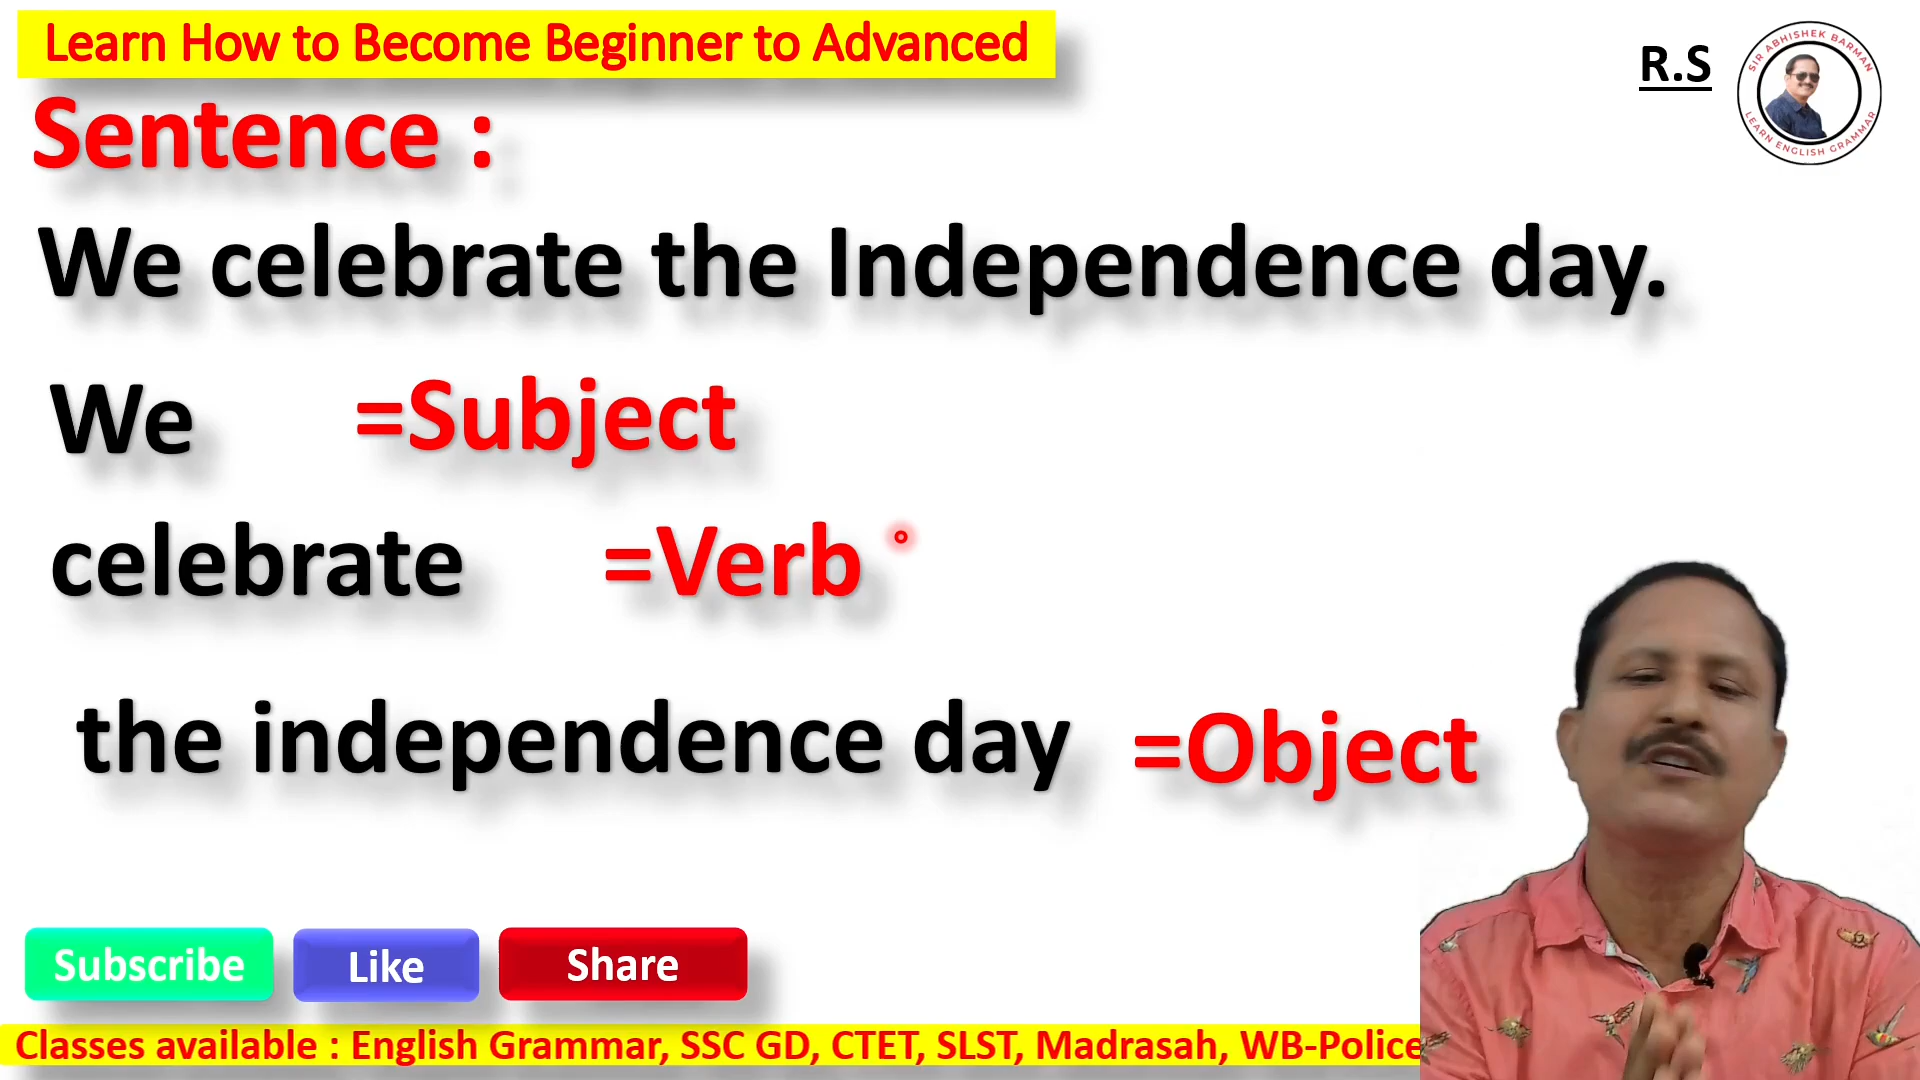 Learn How to Become Beginner to Advanced
R.S
SIR ABHISHEK BARMAN
LEARN ENGLISH GRAMMAR
Sentence :
We celebrate the Independence day.
We =Subject
celebrate =Verb
the independence day =Object
Subscribe Like Share
Classes available : English Grammar, SSC GD, CTET, SLST, Madrasah, WB-Police